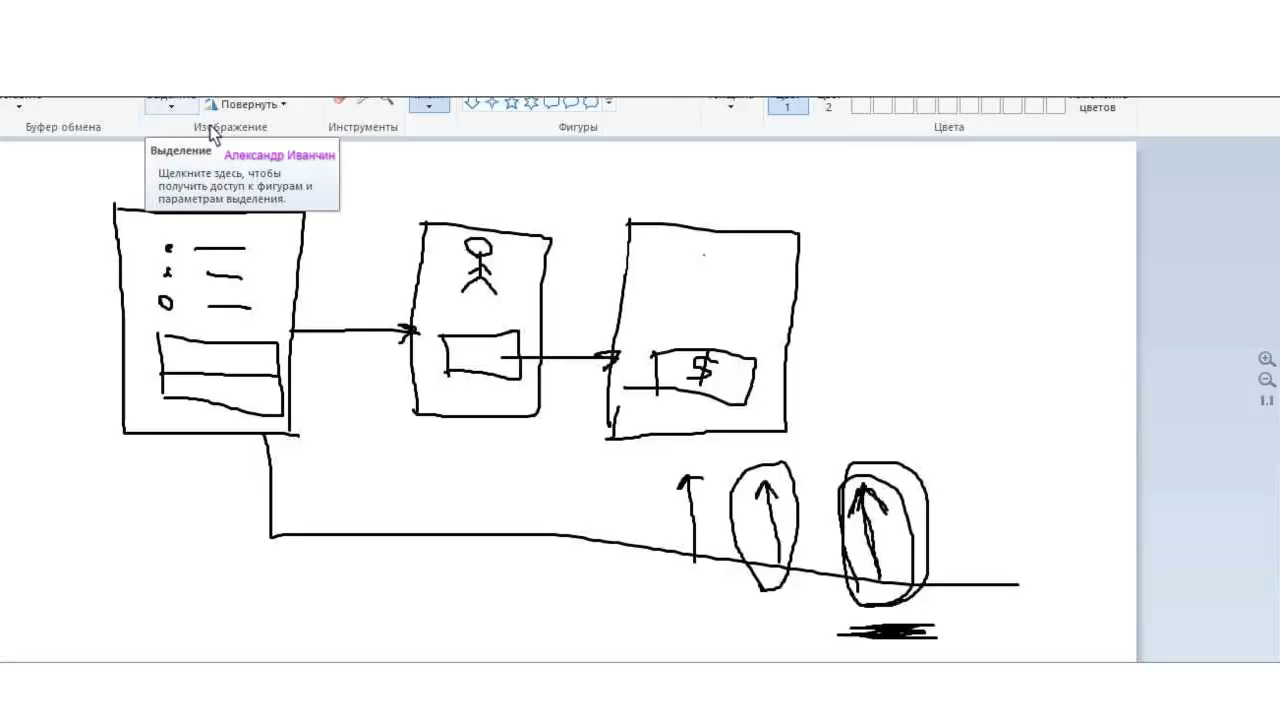 Повернуть
1
2
цветов
Буфер обмена
Изображение
Инструменты
Фигуры
Цвета
Выделение
Александр Иванчин
Щелкните здесь, чтобы
получить доступ к фигурам и
параметрам выделения.
$
1.1